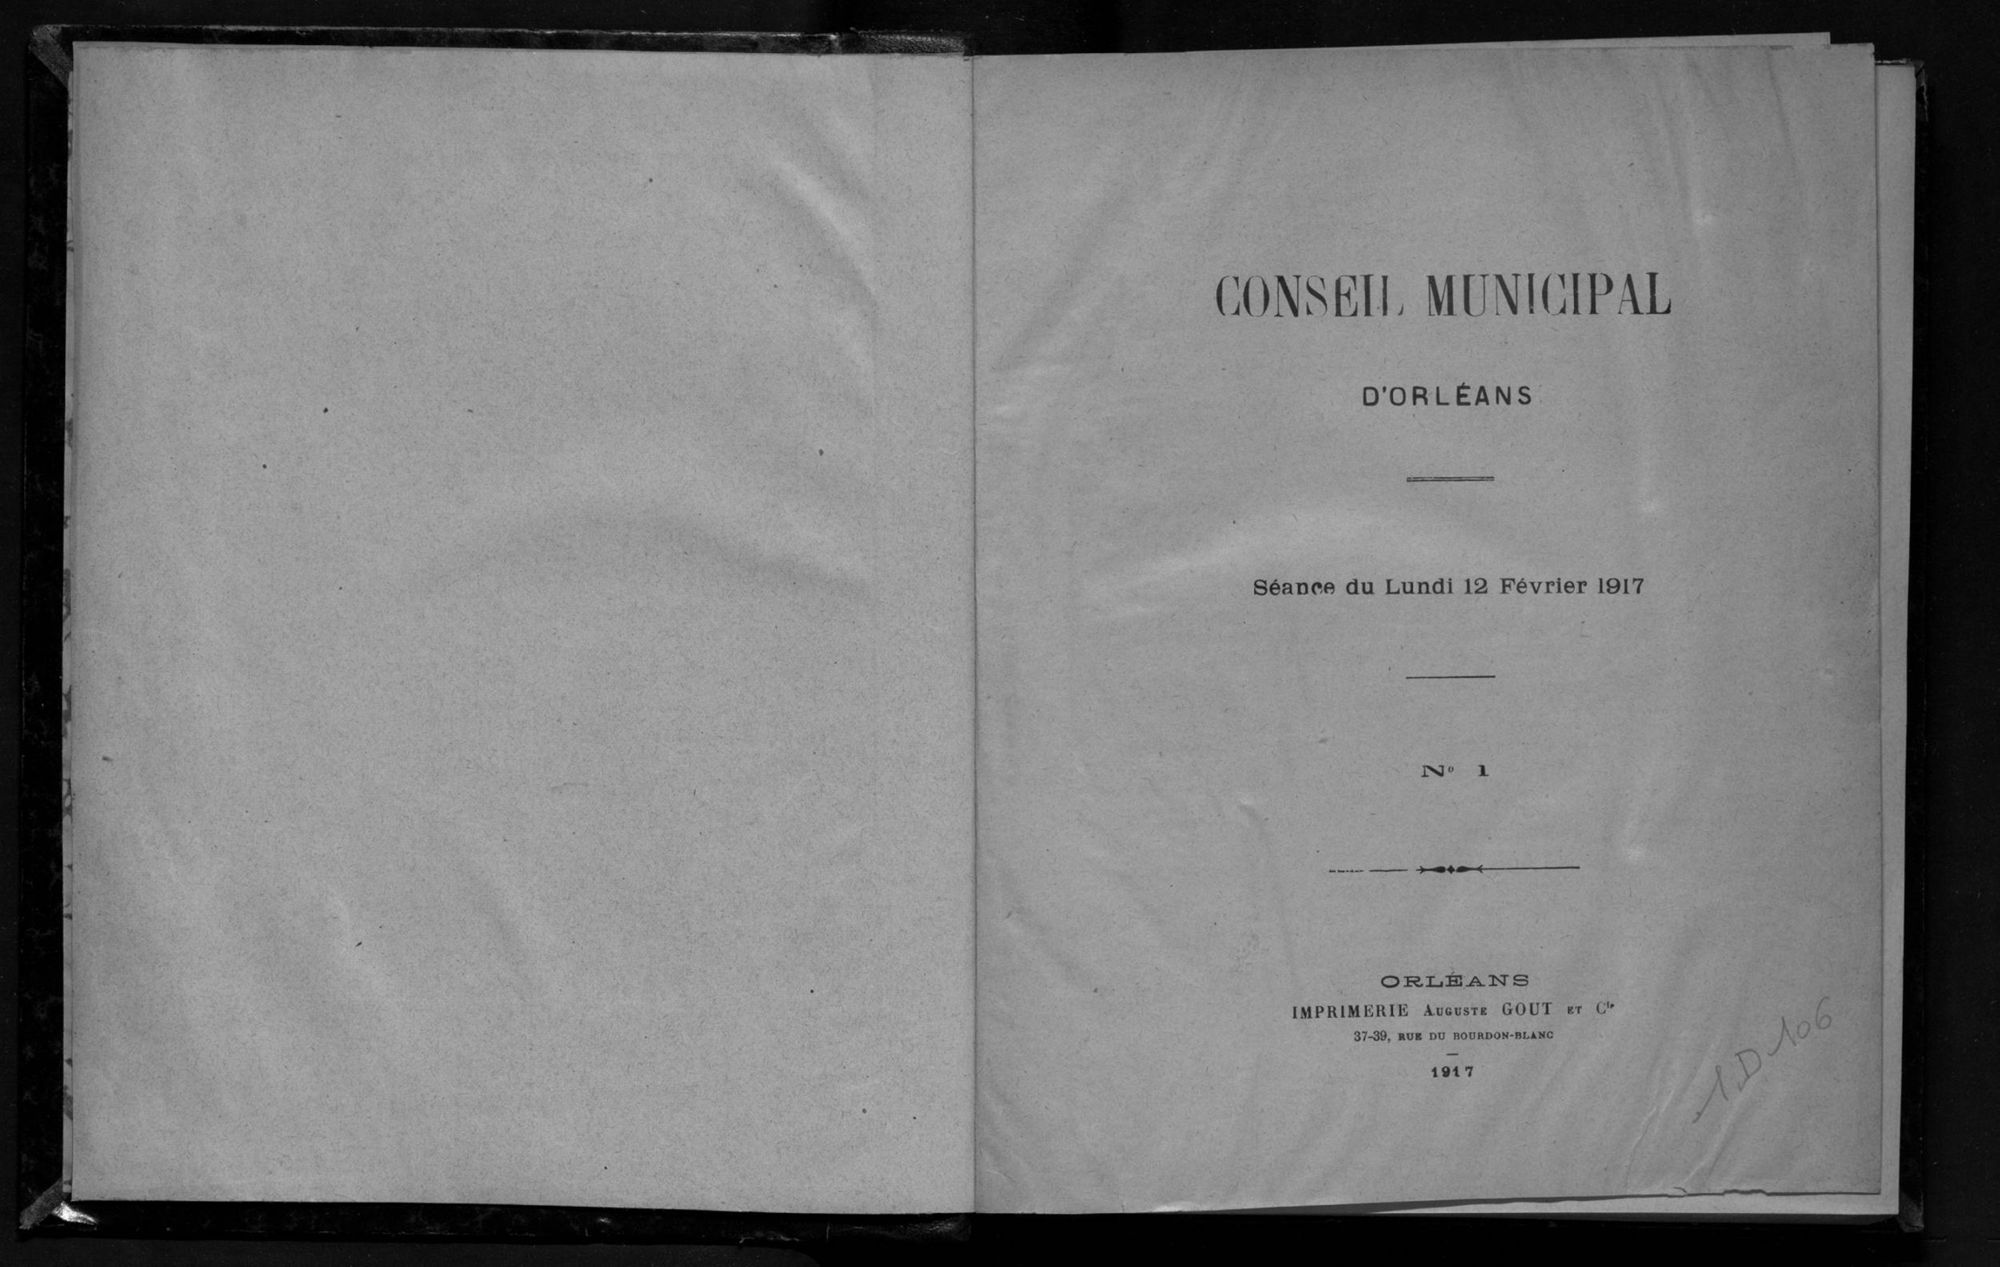 CONSEIL MUNICIPAL
D'ORLÉANS
Séance du Lundi 12 Février 1917
Nº 1
ORLÉANS
IMPRIMERIE AUGUSTE GOUT ET Cie
37-39, RUE DU BOURDON-BLANC
1917
1D106